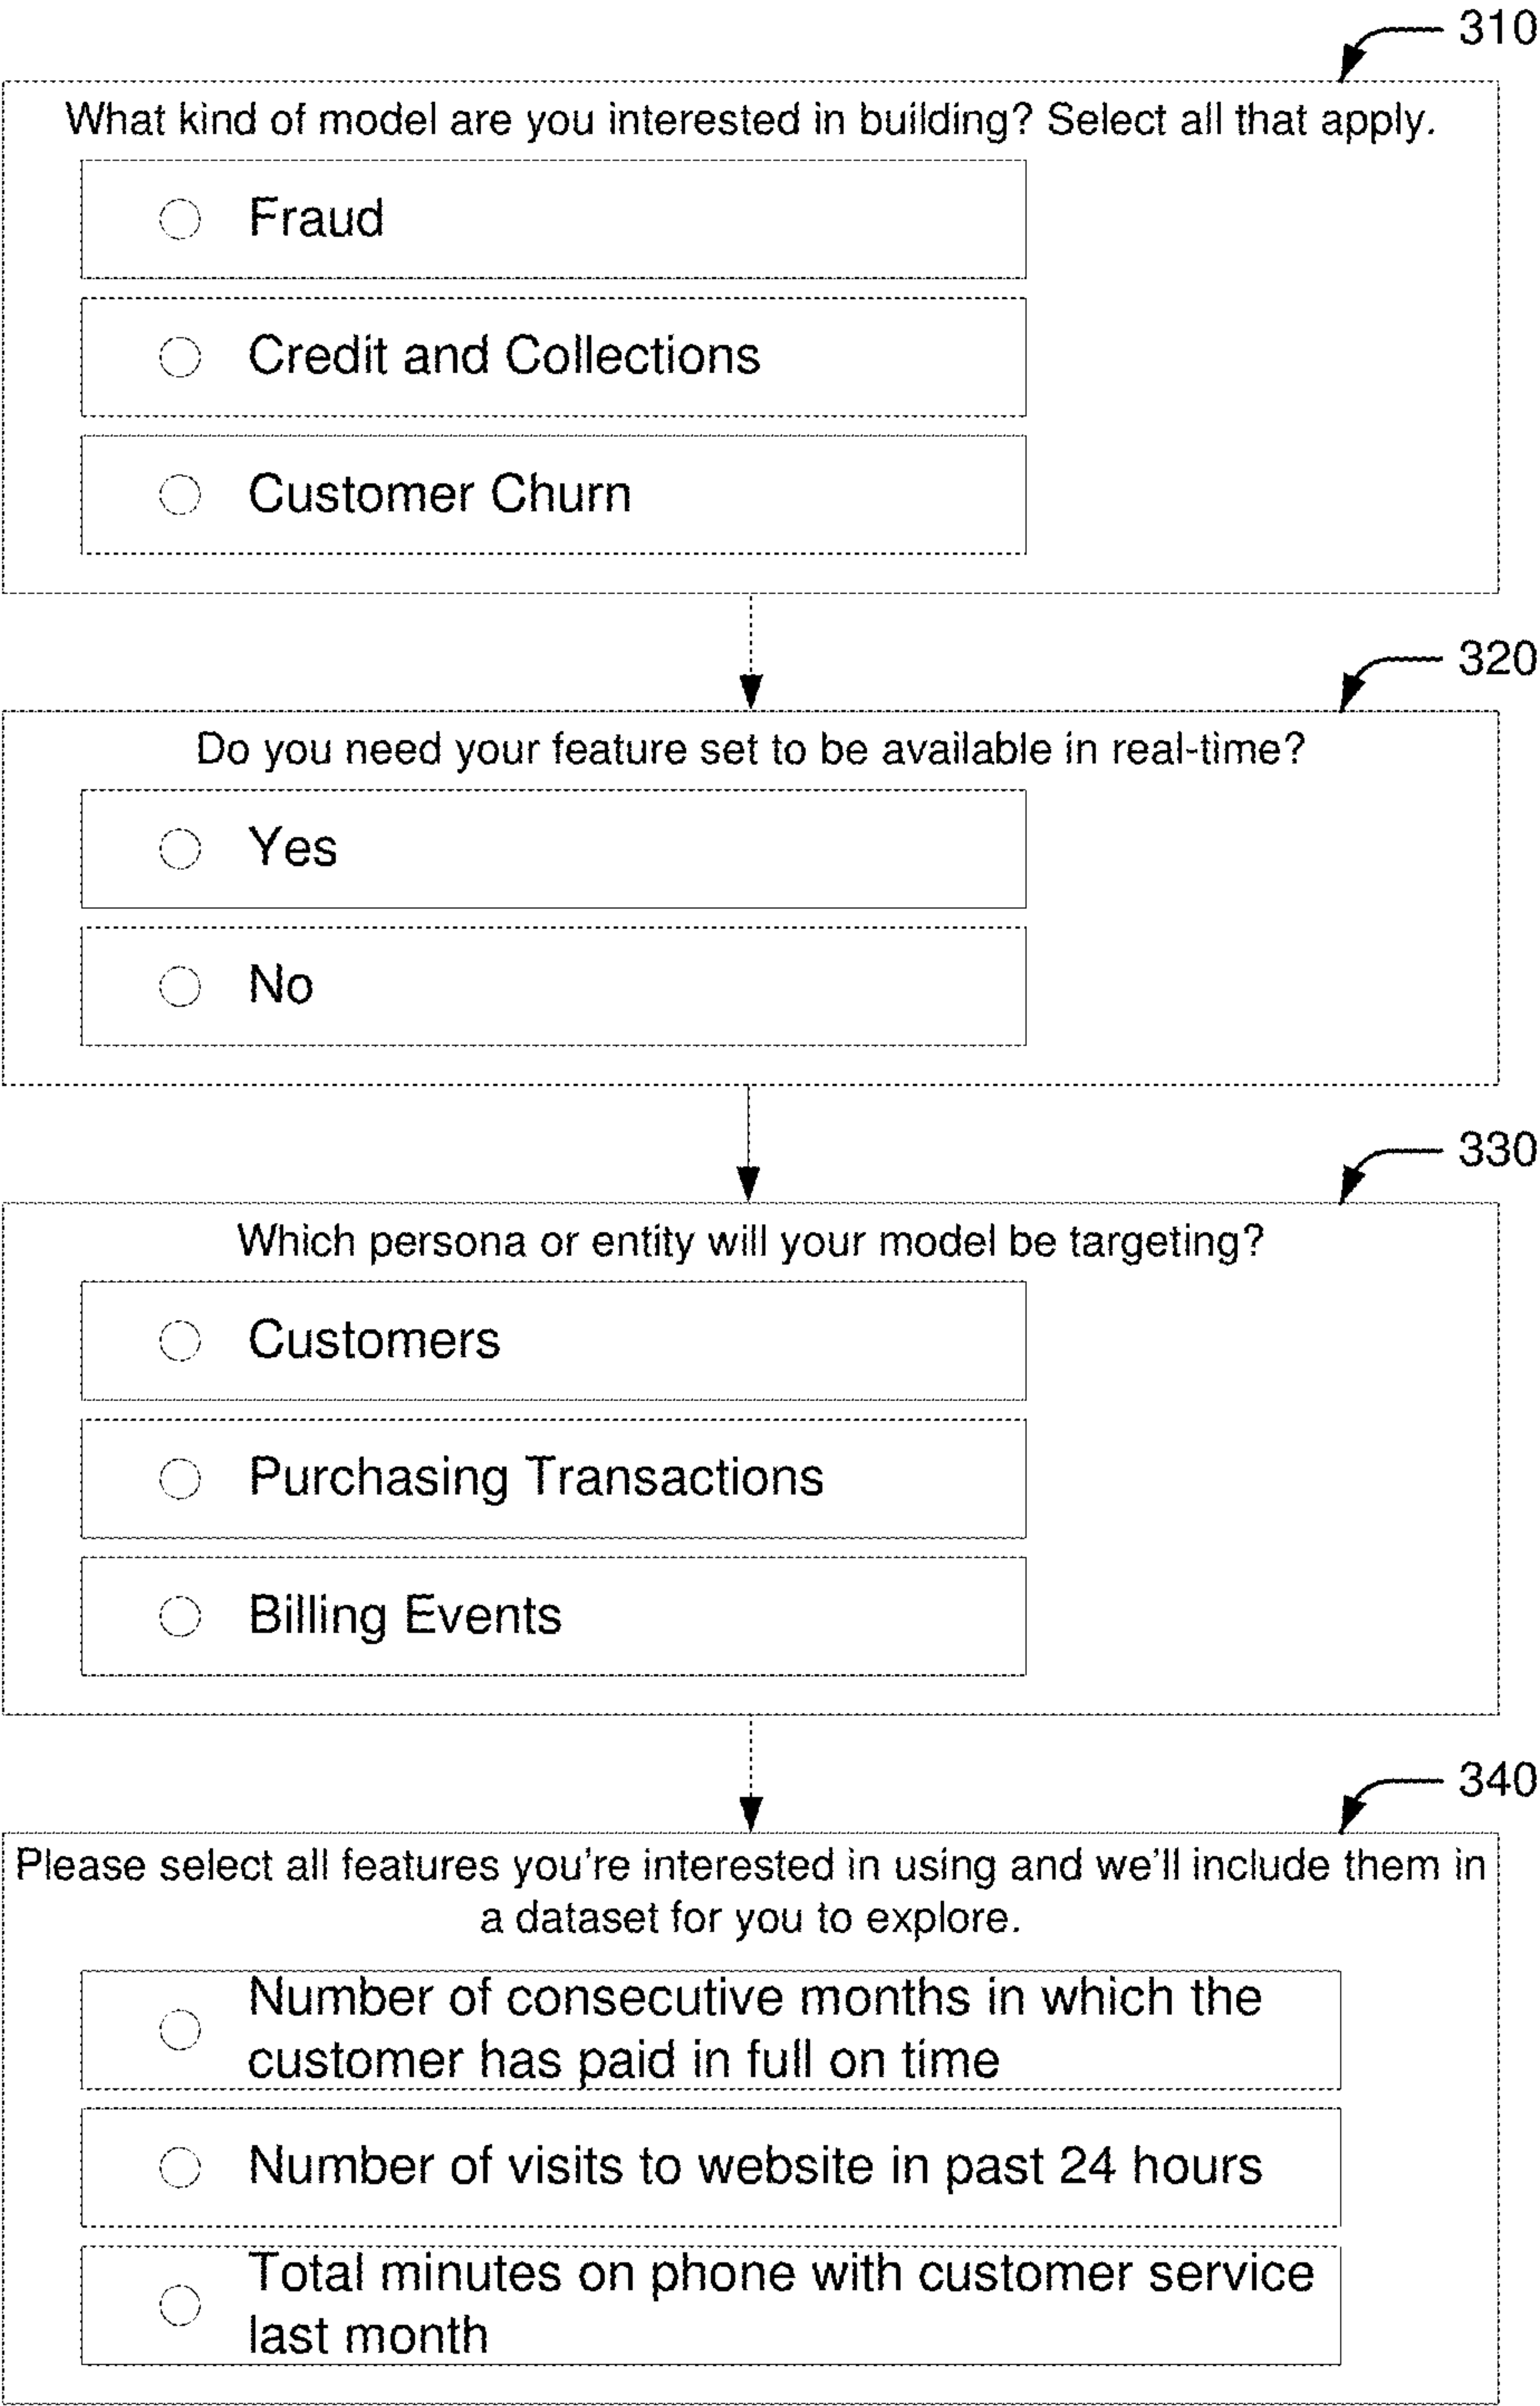 310
What kind of model are you interested in building? Select all that apply.
Fraud
Credit and Collections
Customer Churn
320
Do you need your feature set to be available in real-time?
Yes
No
330
Which persona or entity will your model be targeting?
Customers
Purchasing Transactions
Billing Events
340
Please select all features you're interested in using and we'll include them in
a dataset for you to explore.
Number of consecutive months in which the
customer has paid in full on time
Number of visits to website in past 24 hours
Total minutes on phone with customer service
last month